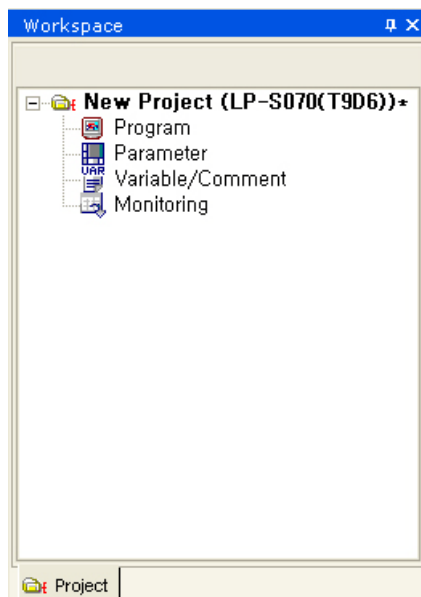 Workspace
New Project (LP-S070(T9D6))*
Program
Parameter
VAR
Variable/Comment
Monitoring
Project